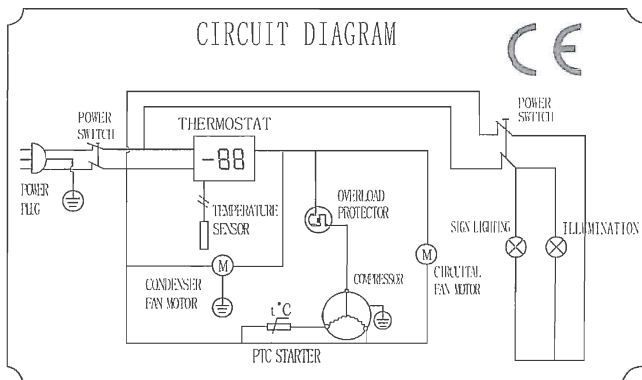 CIRCUIT DIAGRAM
CE
POWER
SWITCH
THERMOSTAT
-88
POWER
SWITCH
POWER
PLUG
TEMPERATURE
SENSOR
OVERLOAD
PROTECTOR
SIGN LIGHTING
ILLUMINATION
M
CONDENSER
FAN MOTOR
M
CIRCUITAL
FAN MOTOR
COMPRESSOR
t°C
PTC STARTER